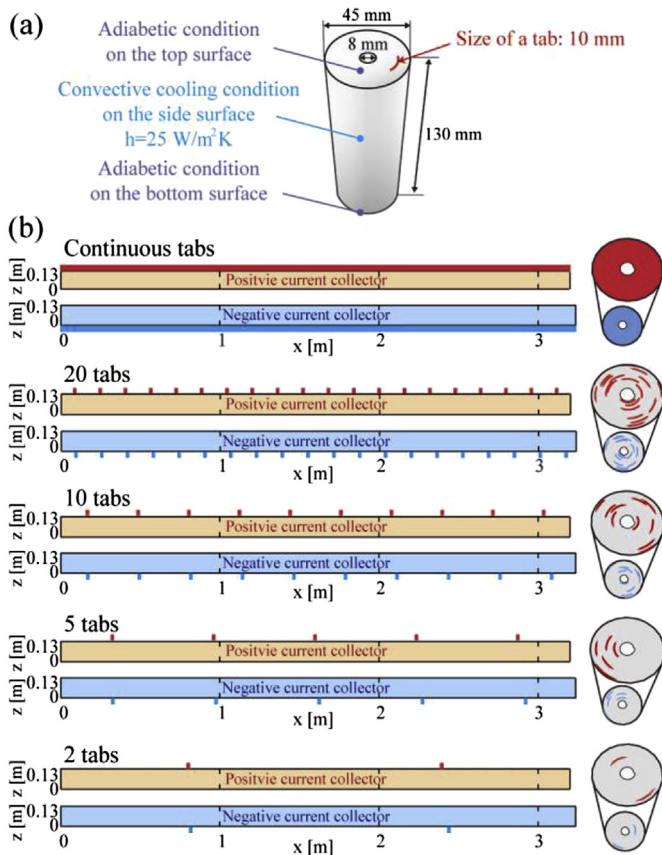 (a)
45 mm
Adiabetic condition
on the top surface
8 mm
Size of a tab: 10 mm
Convective cooling condition
on the side surface
h=25 W/m²K
130 mm
Adiabetic condition
on the bottom surface
(b)
Continuous tabs
z [m]
0.13
0
Positvie current collector
z [m]
0.13
0
Negative current collector
0 1 2 3
x [m]
20 tabs
z [m]
0.13
0
Positvie current collector
z [m]
0.13
0
Negative current collector
0 1 2 3
x [m]
10 tabs
z [m]
0.13
0
Positvie current collector
z [m]
0.13
0
Negative current collector
0 1 2 3
x [m]
5 tabs
z [m]
0.13
0
Positvie current collector
z [m]
0.13
0
Negative current collector
0 1 2 3
x [m]
2 tabs
z [m]
0.13
0
Positvie current collector
z [m]
0.13
0
Negative current collector
0 1 2 3
x [m]